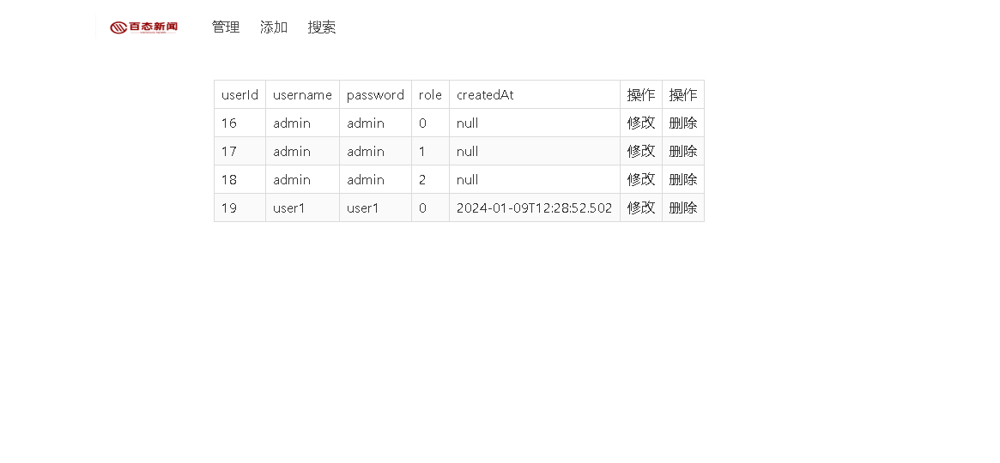 百态新闻 管理 添加 搜索
userId username password role createdAt 操作 操作
16 admin admin 0 null 修改 删除
17 admin admin 1 null 修改 删除
18 admin admin 2 null 修改 删除
19 user1 user1 0 2024-01-09T12:28:52.502 修改 删除